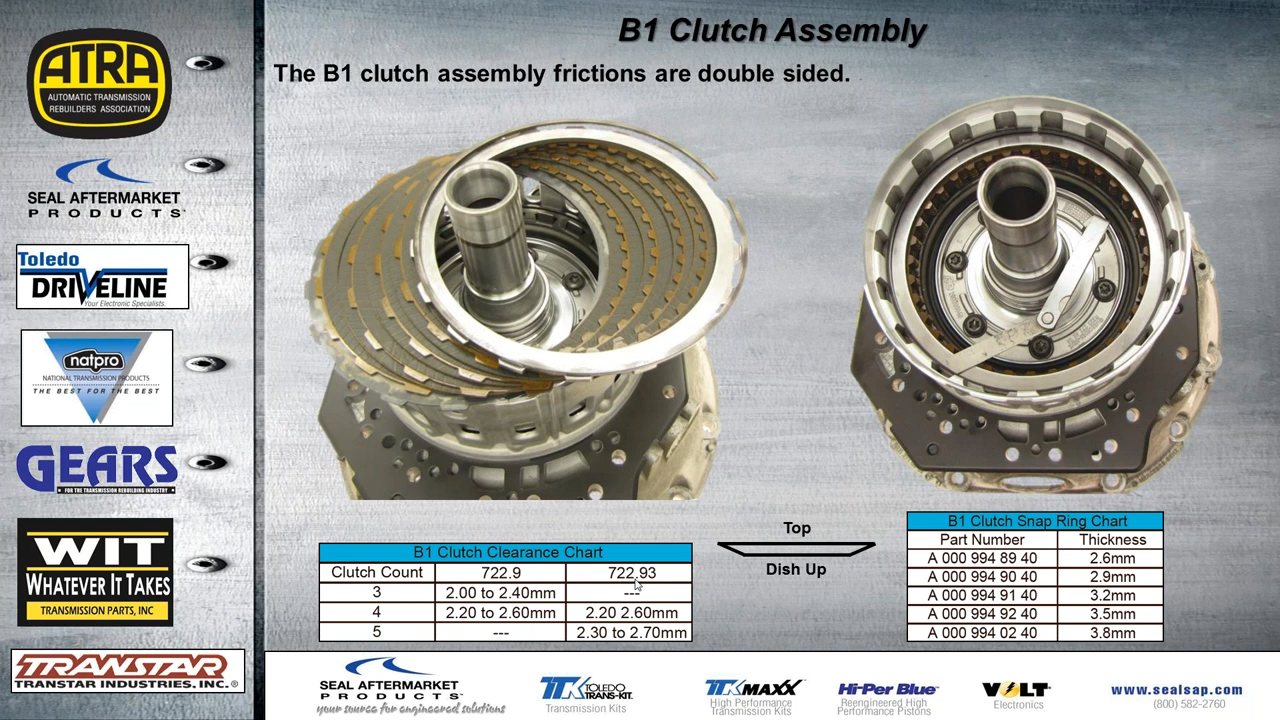 B1 Clutch Assembly
The B1 clutch assembly frictions are double sided.
ATRA
AUTOMATIC TRANSMISSION
REBUILDERS ASSOCIATION
SEAL AFTERMARKET
PRODUCTS
Toledo
DRIVELINE
Your Electronic Specialists.
natpro
NATIONAL TRANSMISSION PRODUCTS
THE BEST FOR THE BEST
GEARS
FOR THE TRANSMISSION REBUILDING INDUSTRY
WIT
WHATEVER IT TAKES
TRANSMISSION PARTS, INC
TRANSTAR
TRANSTAR INDUSTRIES, INC.®
B1 Clutch Clearance Chart
Clutch Count 722.9 722.93
3 2.00 to 2.40mm ---
4 2.20 to 2.60mm 2.20 2.60mm
5 --- 2.30 to 2.70mm
Top
Dish Up
B1 Clutch Snap Ring Chart
Part Number Thickness
A 000 994 89 40 2.6mm
A 000 994 90 40 2.9mm
A 000 994 91 40 3.2mm
A 000 994 92 40 3.5mm
A 000 994 02 40 3.8mm
SEAL AFTERMARKET
PRODUCTS
your source for engineered solutions
TTK TOLEDO TRANS-KIT
Transmission Kits
TTK MAXX
High Performance
Transmission Kits
Hi-Per Blue
Reengineered High
Performance Pistons
VOLT
Electronics
www.sealsap.com
(800) 582-2760